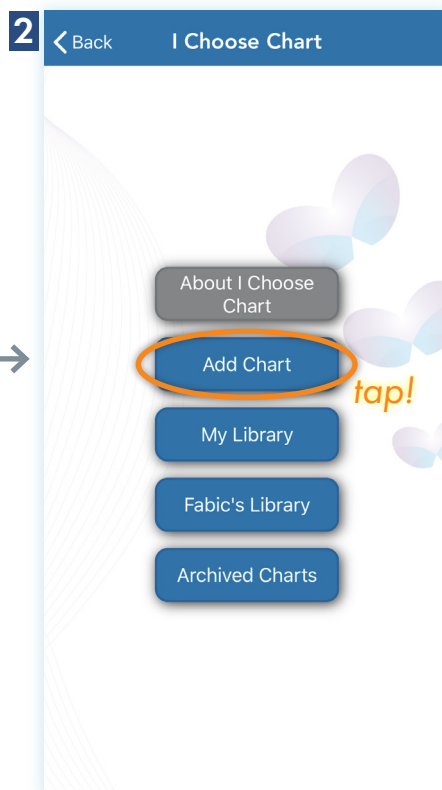 2
Back
I Choose Chart
About I Choose
Chart
Add Chart
tap!
My Library
Fabic's Library
Archived Charts